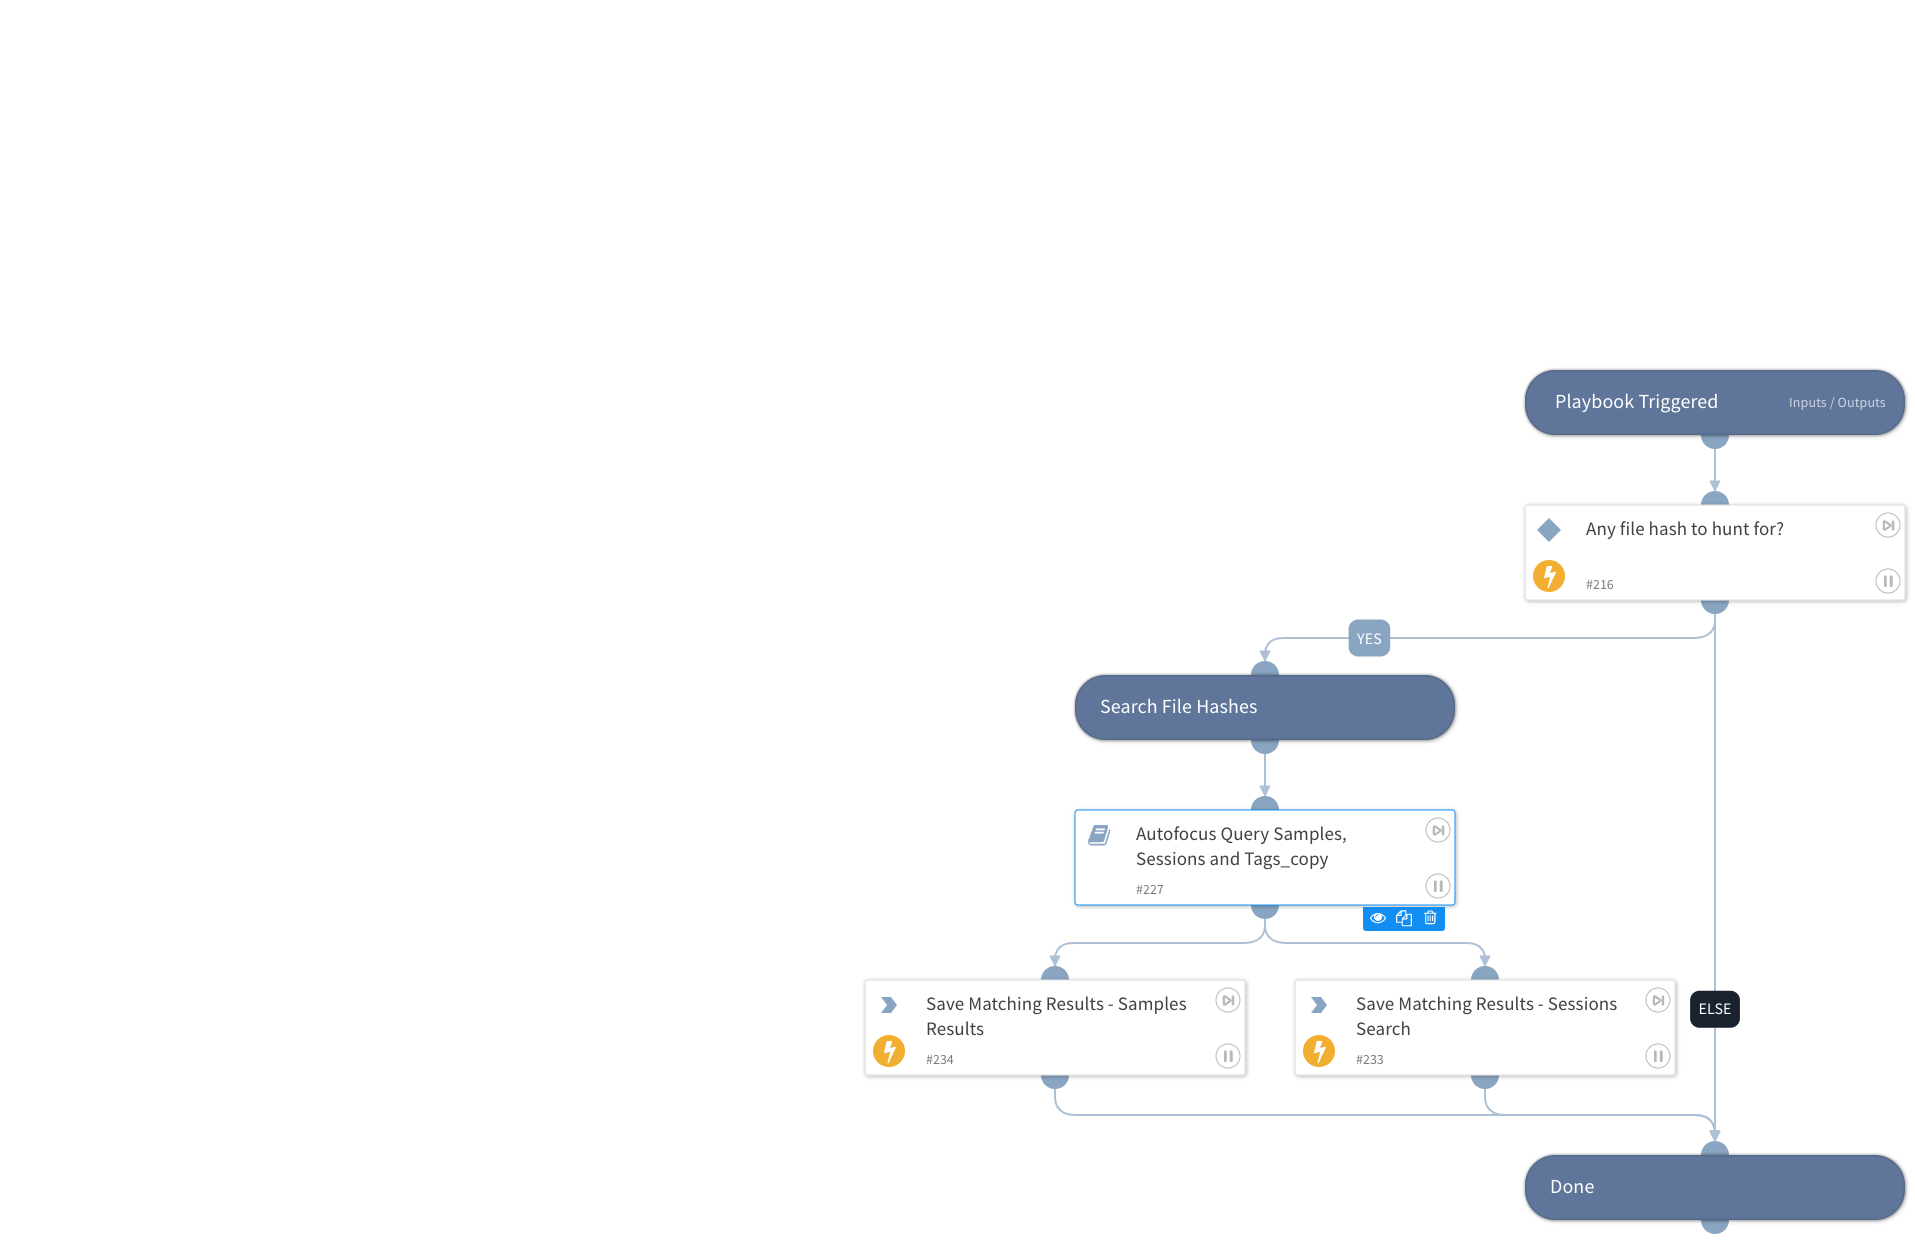 Playbook Triggered
Inputs / Outputs
Any file hash to hunt for?
#216
YES
Search File Hashes
Autofocus Query Samples,
Sessions and Tags_copy
#227
Save Matching Results - Samples
Results
#234
Save Matching Results - Sessions
Search
#233
ELSE
Done